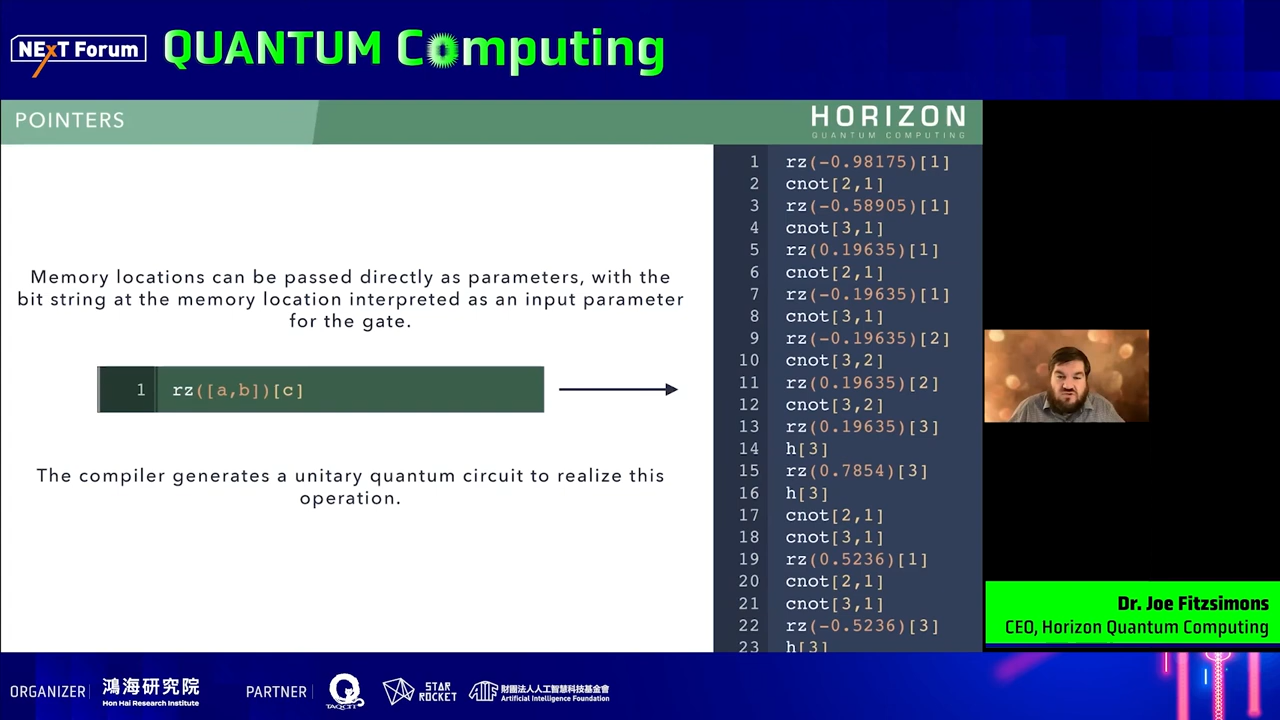 NExT Forum
QUANTUM Computing
POINTERS
HORIZON
QUANTUM COMPUTING
Memory locations can be passed directly as parameters, with the
bit string at the memory location interpreted as an input parameter
for the gate.
1 rz([a,b])[c]
The compiler generates a unitary quantum circuit to realize this
operation.
1 rz(-0.98175)[1]
2 cnot[2,1]
3 rz(-0.58905)[1]
4 cnot[3,1]
5 rz(0.19635)[1]
6 cnot[2,1]
7 rz(-0.19635)[1]
8 cnot[3,1]
9 rz(-0.19635)[2]
10 cnot[3,2]
11 rz(0.19635)[2]
12 cnot[3,2]
13 rz(0.19635)[3]
14 h[3]
15 rz(0.7854)[3]
16 h[3]
17 cnot[2,1]
18 cnot[3,1]
19 rz(0.5236)[1]
20 cnot[2,1]
21 cnot[3,1]
22 rz(-0.5236)[3]
23 h[3]
Dr. Joe Fitzsimons
CEO, Horizon Quantum Computing
ORGANIZER
鴻海研究院
Hon Hai Research Institute
PARTNER
TAQCIT
STAR
ROCKET
財團法人人工智慧科技基金會
Artificial Intelligence Foundation